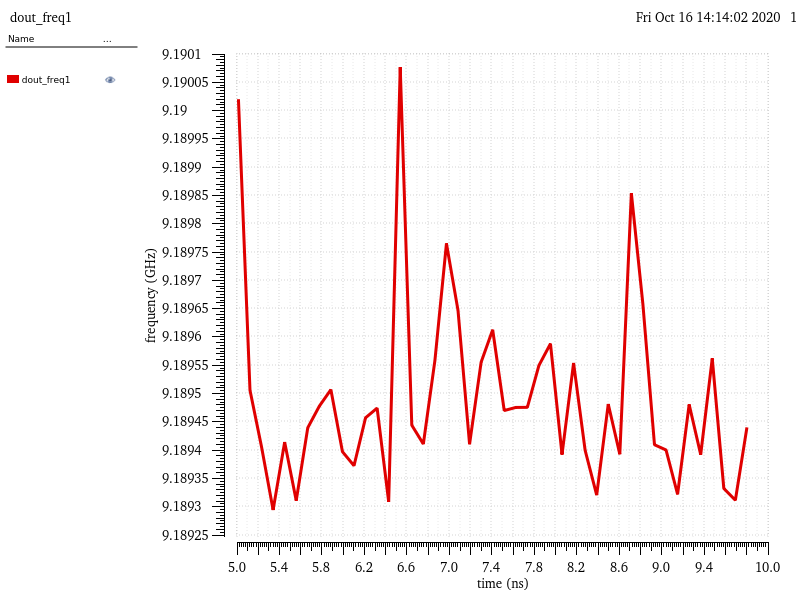 dout_freq1
Fri Oct 16 14:14:02 2020 1
Name ...
dout_freq1
9.1901
9.19005
9.19
9.18995
9.1899
9.18985
9.1898
9.18975
9.1897
9.18965
9.1896
9.18955
9.1895
9.18945
9.1894
9.18935
9.1893
9.18925
frequency (GHz)
5.0 5.4 5.8 6.2 6.6 7.0 7.4 7.8 8.2 8.6 9.0 9.4 10.0
time (ns)